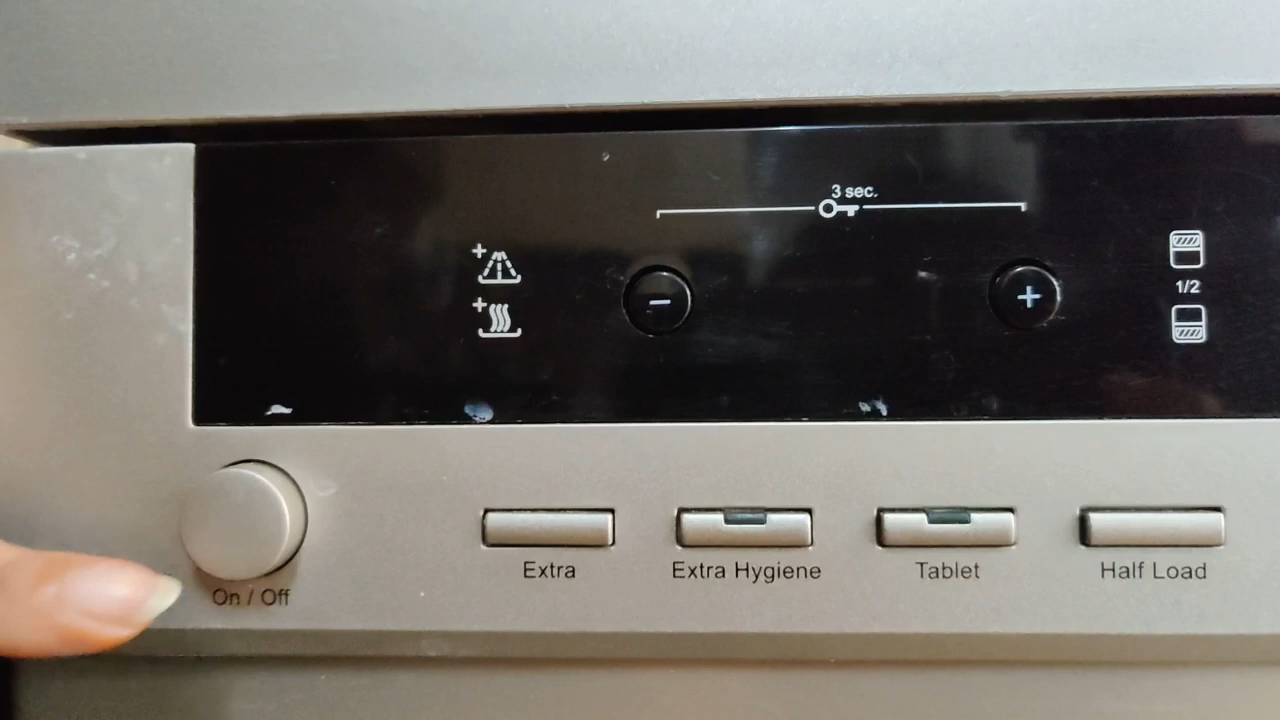 3 sec.
- +
1/2
On / Off
Extra
Extra Hygiene
Tablet
Half Load